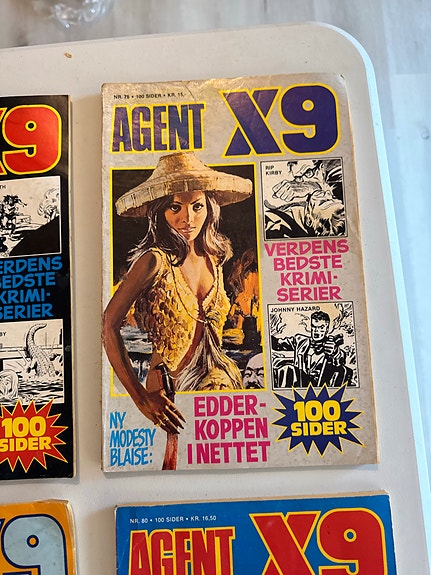 NR. 76 • 100 SIDER • KR. 15.
AGENT X9
RIP
KIRBY
VERDENS
BEDSTE
KRIMI-
SERIER
JOHNNY HAZARD
100
SIDER
NY
MODESTY
BLAISE:
EDDER-
KOPPEN
I NETTET
X9
ERDENS
BEDSTE
KRIMI-
SERIER
100
SIDER
X9
NR. 80 • 100 SIDER • KR. 16,50
AGENT X9